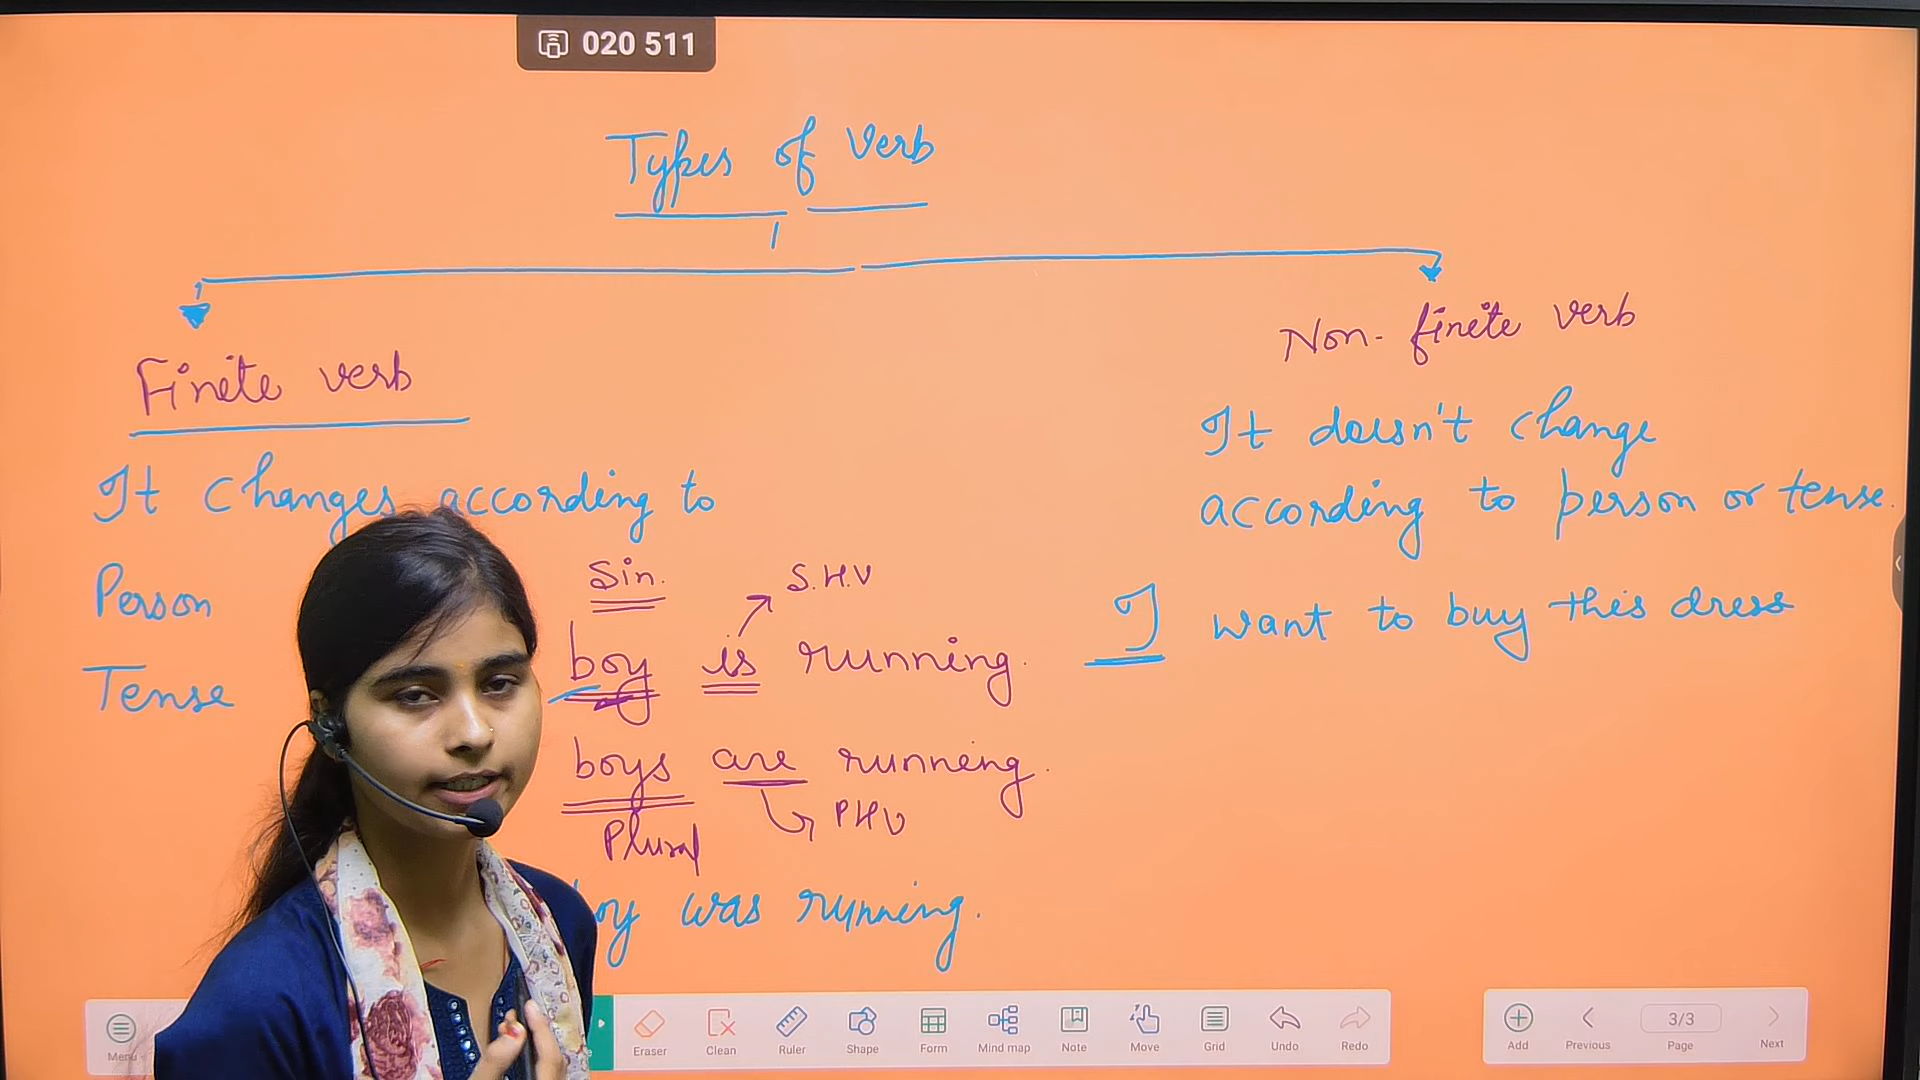 020 511
Types of Verb
Finite verb
It changes according to
Person
Tense
Sin.
S.H.V
boy is running.
boys are running.
Plural
PHV
was running.
Non-finite verb
It doesn't change
according to person or tense.
I want to buy this dress
Menu
Eraser
Clean
Ruler
Shape
Form
Mind map
Note
Move
Grid
Undo
Redo
Add
Previous
3/3
Page
Next